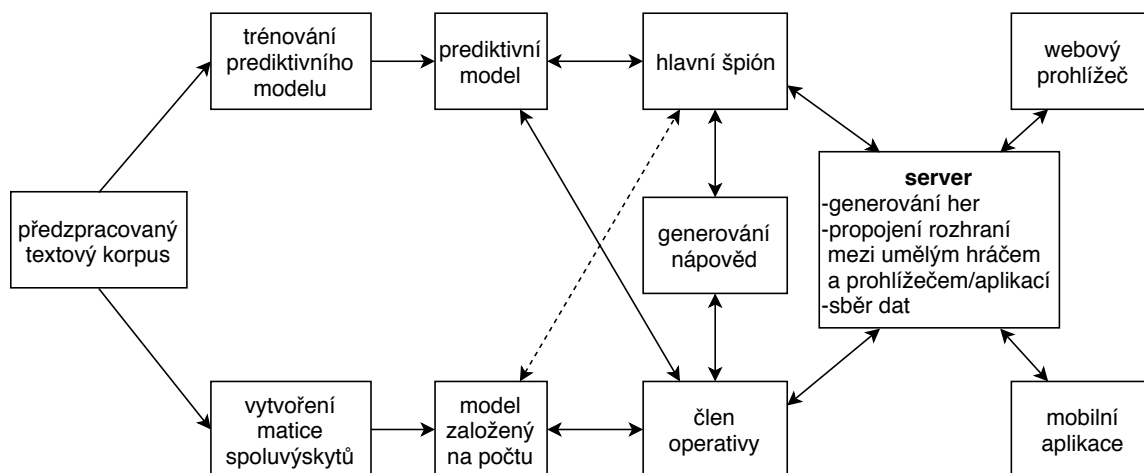 trénování
prediktivního
modelu
prediktivní
model
hlavní špión
webový
prohlížeč
předzpracovaný
textový korpus
generování
nápověd
server
-generování her
-propojení rozhraní
mezi umělým hráčem
a prohlížečem/aplikací
-sběr dat
vytvoření
matice
spoluvýskytů
model
založený
na počtu
člen
operativy
mobilní
aplikace